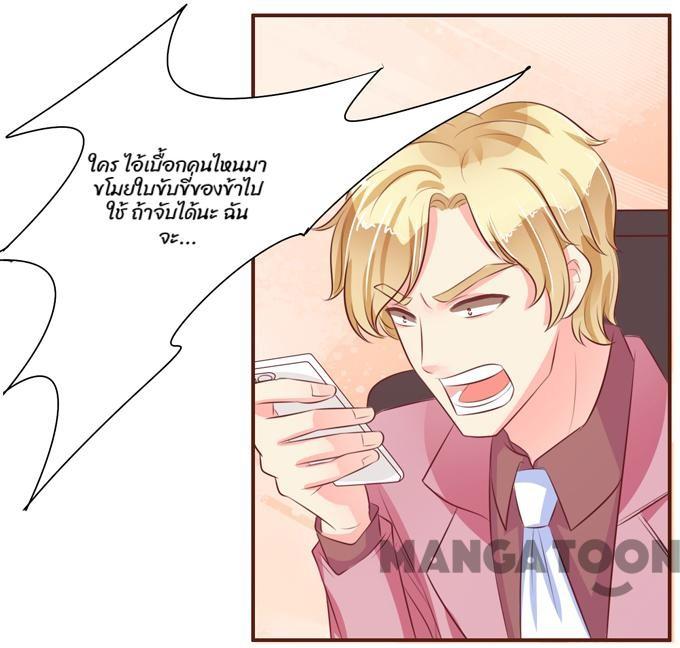 ใคร ไอ้เบื๊อกคนไหนมา
ขโมยใบขับขี่ของข้าไป
ใช้ ถ้าจับได้นะ ฉัน
จะ...
MANGATOON